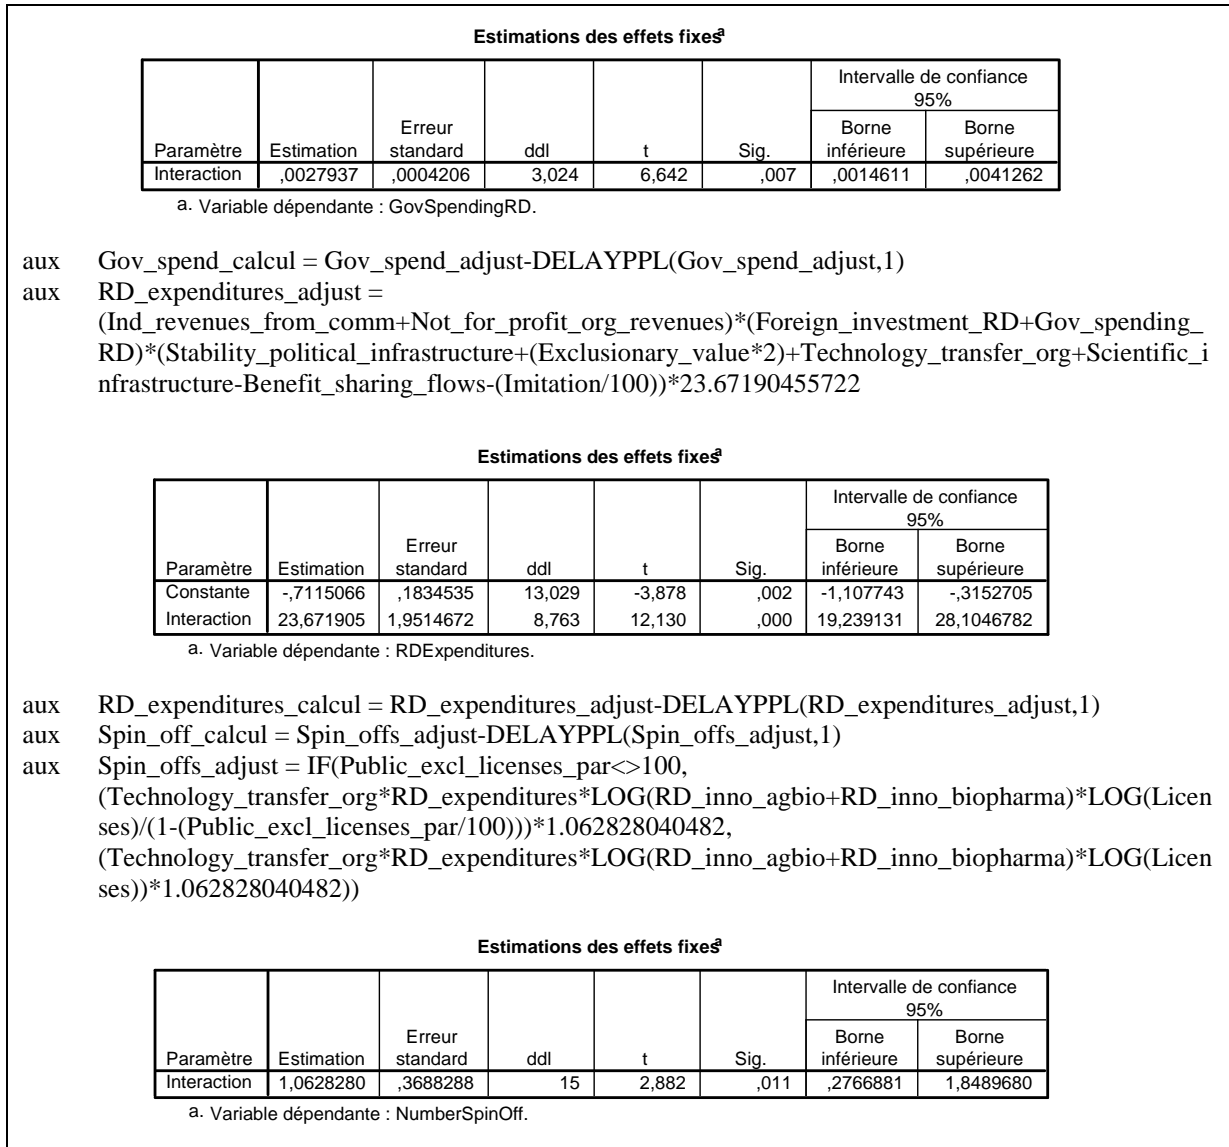 Estimations des effets fixesᵃ
Intervalle de confiance
95%
Erreur Borne Borne
Paramètre Estimation standard ddl t Sig. inférieure supérieure
Interaction ,0027937 ,0004206 3,024 6,642 ,007 ,0014611 ,0041262
a. Variable dépendante : GovSpendingRD.
aux Gov_spend_calcul = Gov_spend_adjust-DELAYPPL(Gov_spend_adjust,1)
aux RD_expenditures_adjust =
(Ind_revenues_from_comm+Not_for_profit_org_revenues)*(Foreign_investment_RD+Gov_spending_
RD)*(Stability_political_infrastructure+(Exclusionary_value*2)+Technology_transfer_org+Scientific_i
nfrastructure-Benefit_sharing_flows-(Imitation/100))*23.67190455722
Estimations des effets fixesᵃ
Intervalle de confiance
95%
Erreur Borne Borne
Paramètre Estimation standard ddl t Sig. inférieure supérieure
Constante -,7115066 ,1834535 13,029 -3,878 ,002 -1,107743 -,3152705
Interaction 23,671905 1,9514672 8,763 12,130 ,000 19,239131 28,1046782
a. Variable dépendante : RDExpenditures.
aux RD_expenditures_calcul = RD_expenditures_adjust-DELAYPPL(RD_expenditures_adjust,1)
aux Spin_off_calcul = Spin_offs_adjust-DELAYPPL(Spin_offs_adjust,1)
aux Spin_offs_adjust = IF(Public_excl_licenses_par<>100,
(Technology_transfer_org*RD_expenditures*LOG(RD_inno_agbio+RD_inno_biopharma)*LOG(Licen
ses)/(1-(Public_excl_licenses_par/100)))*1.062828040482,
(Technology_transfer_org*RD_expenditures*LOG(RD_inno_agbio+RD_inno_biopharma)*LOG(Licen
ses))*1.062828040482))
Estimations des effets fixesᵃ
Intervalle de confiance
95%
Erreur Borne Borne
Paramètre Estimation standard ddl t Sig. inférieure supérieure
Interaction 1,0628280 ,3688288 15 2,882 ,011 ,2766881 1,8489680
a. Variable dépendante : NumberSpinOff.